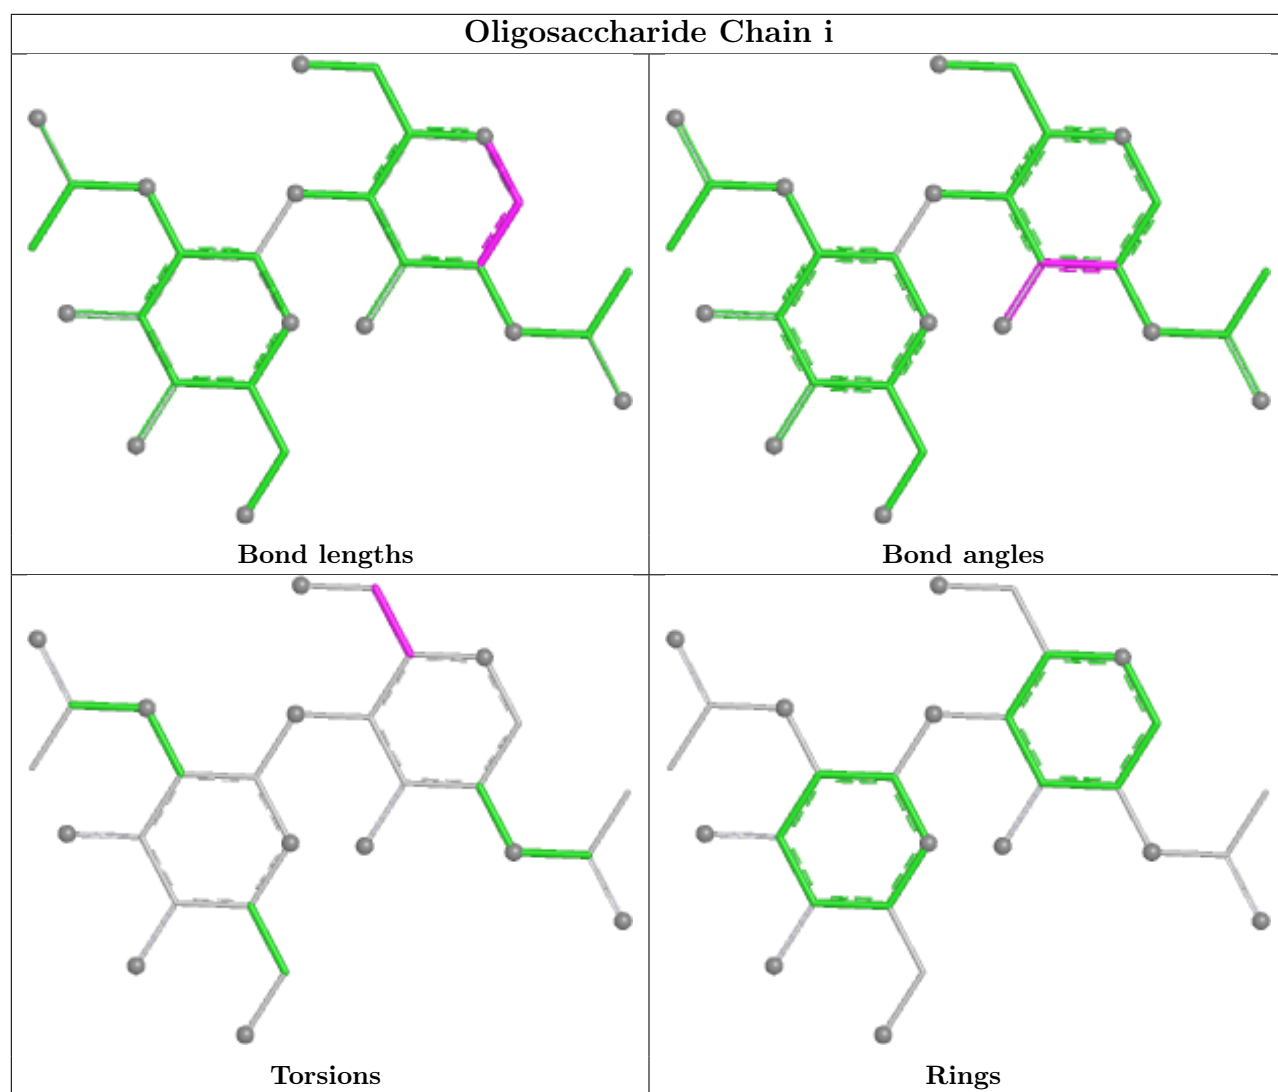 Oligosaccharide Chain i
Bond lengths
Bond angles
Torsions
Rings